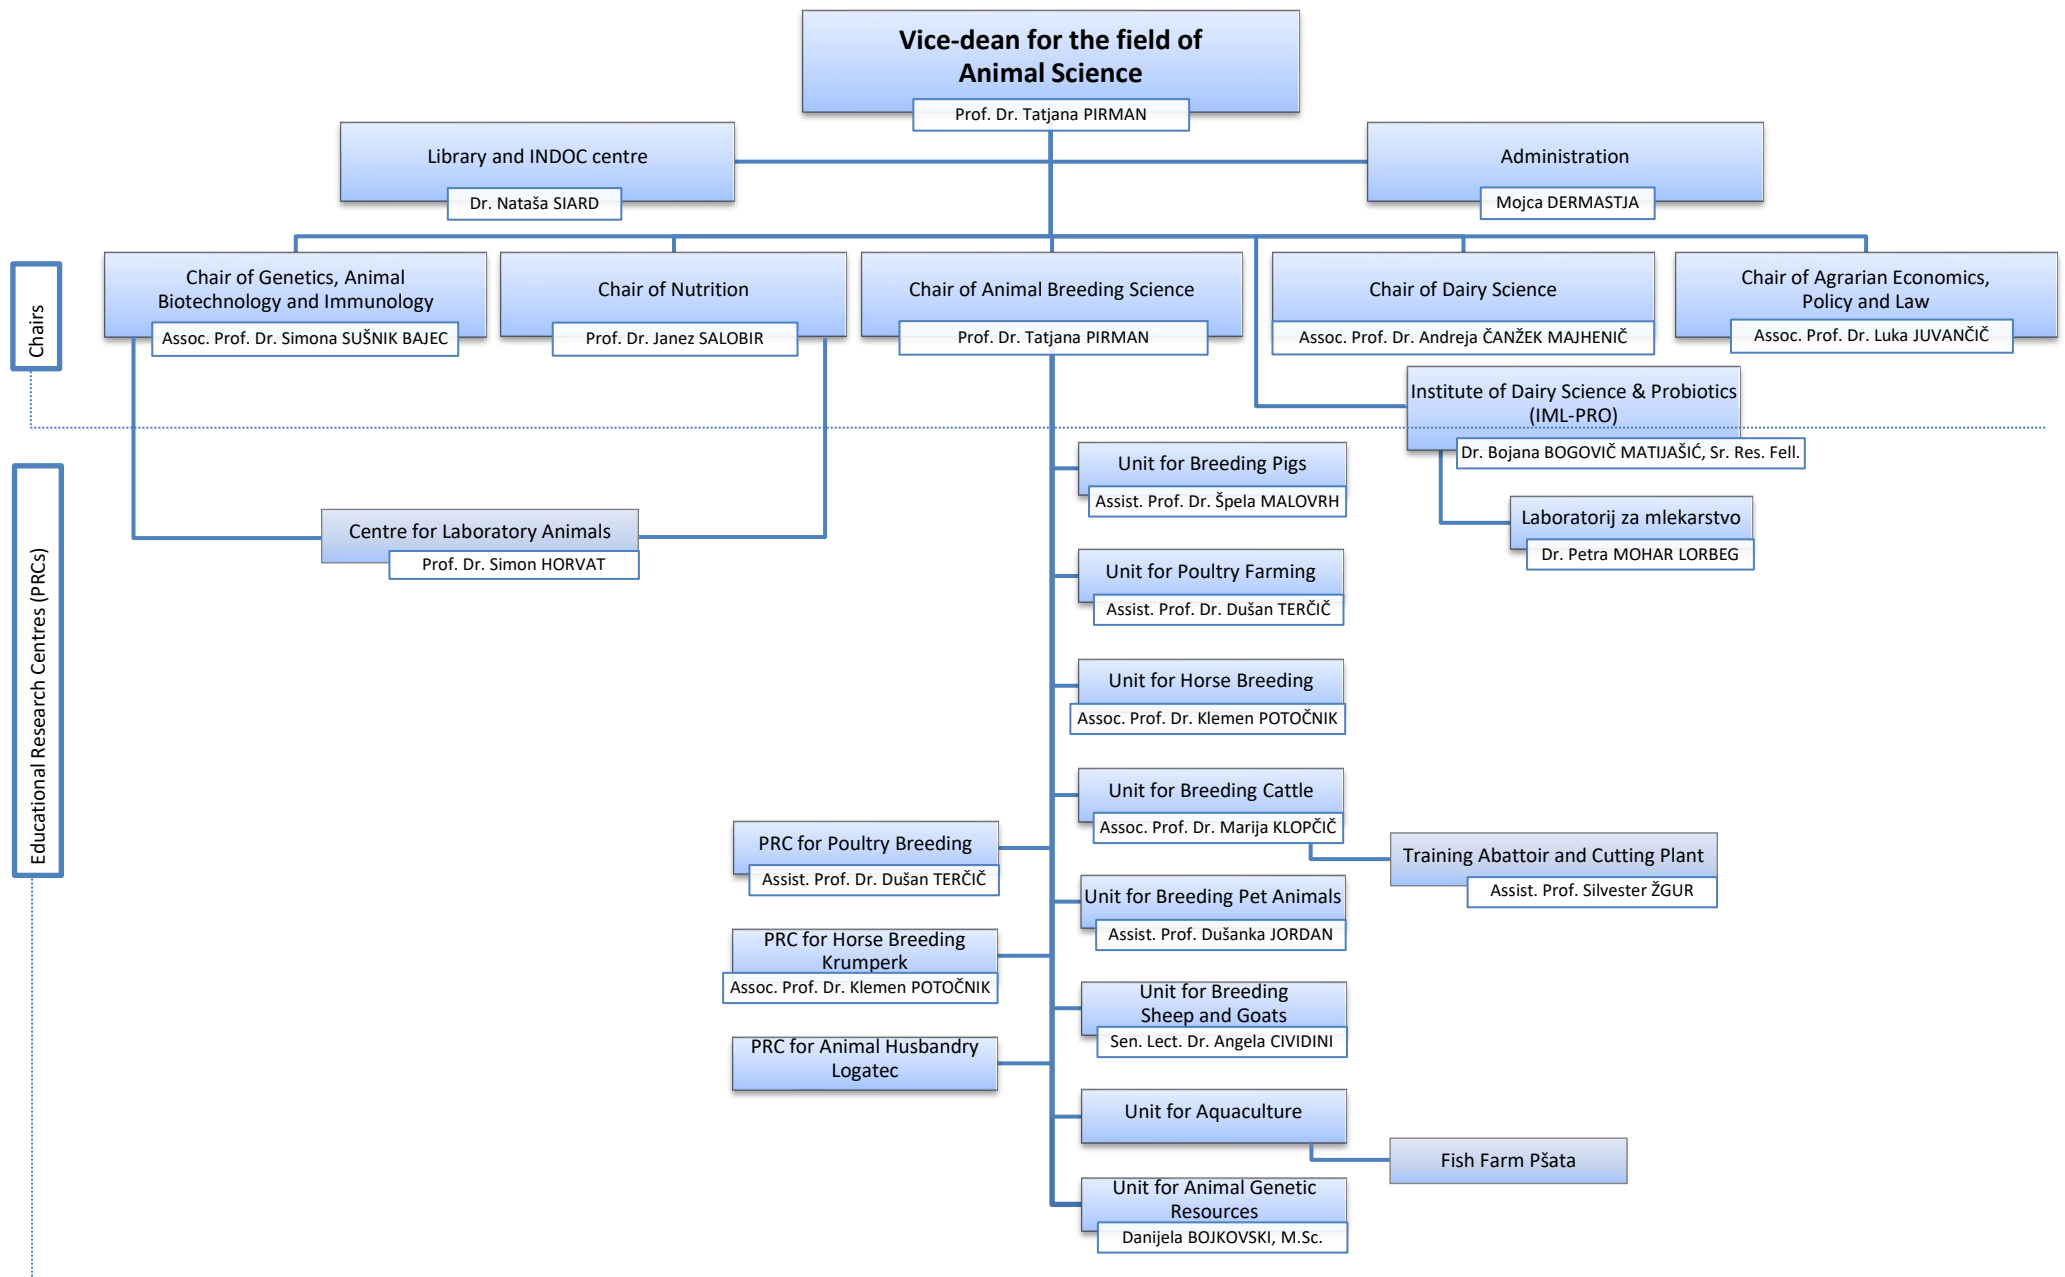 Vice-dean for the field of
Animal Science
Prof. Dr. Tatjana PIRMAN
Library and INDOC centre
Dr. Nataša SIARD
Administration
Mojca DERMASTJA
Chairs
Chair of Genetics, Animal
Biotechnology and Immunology
Assoc. Prof. Dr. Simona SUŠNIK BAJEC
Chair of Nutrition
Prof. Dr. Janez SALOBIR
Chair of Animal Breeding Science
Prof. Dr. Tatjana PIRMAN
Chair of Dairy Science
Assoc. Prof. Dr. Andreja ČANŽEK MAJHENIČ
Chair of Agrarian Economics,
Policy and Law
Assoc. Prof. Dr. Luka JUVANČIČ
Institute of Dairy Science & Probiotics
(IML-PRO)
Dr. Bojana BOGOVIČ MATIJAŠIĆ, Sr. Res. Fell.
Laboratorij za mlekarstvo
Dr. Petra MOHAR LORBEG
Educational Research Centres (PRCs)
Centre for Laboratory Animals
Prof. Dr. Simon HORVAT
Unit for Breeding Pigs
Assist. Prof. Dr. Špela MALOVRH
Unit for Poultry Farming
Assist. Prof. Dr. Dušan TERČIČ
Unit for Horse Breeding
Assoc. Prof. Dr. Klemen POTOČNIK
Unit for Breeding Cattle
Assoc. Prof. Dr. Marija KLOPČIČ
Training Abattoir and Cutting Plant
Assist. Prof. Silvester ŽGUR
PRC for Poultry Breeding
Assist. Prof. Dr. Dušan TERČIČ
Unit for Breeding Pet Animals
Assist. Prof. Dušanka JORDAN
PRC for Horse Breeding
Krumperk
Assoc. Prof. Dr. Klemen POTOČNIK
Unit for Breeding
Sheep and Goats
Sen. Lect. Dr. Angela CIVIDINI
PRC for Animal Husbandry
Logatec
Unit for Aquaculture
Fish Farm Pšata
Unit for Animal Genetic
Resources
Danijela BOJKOVSKI, M.Sc.